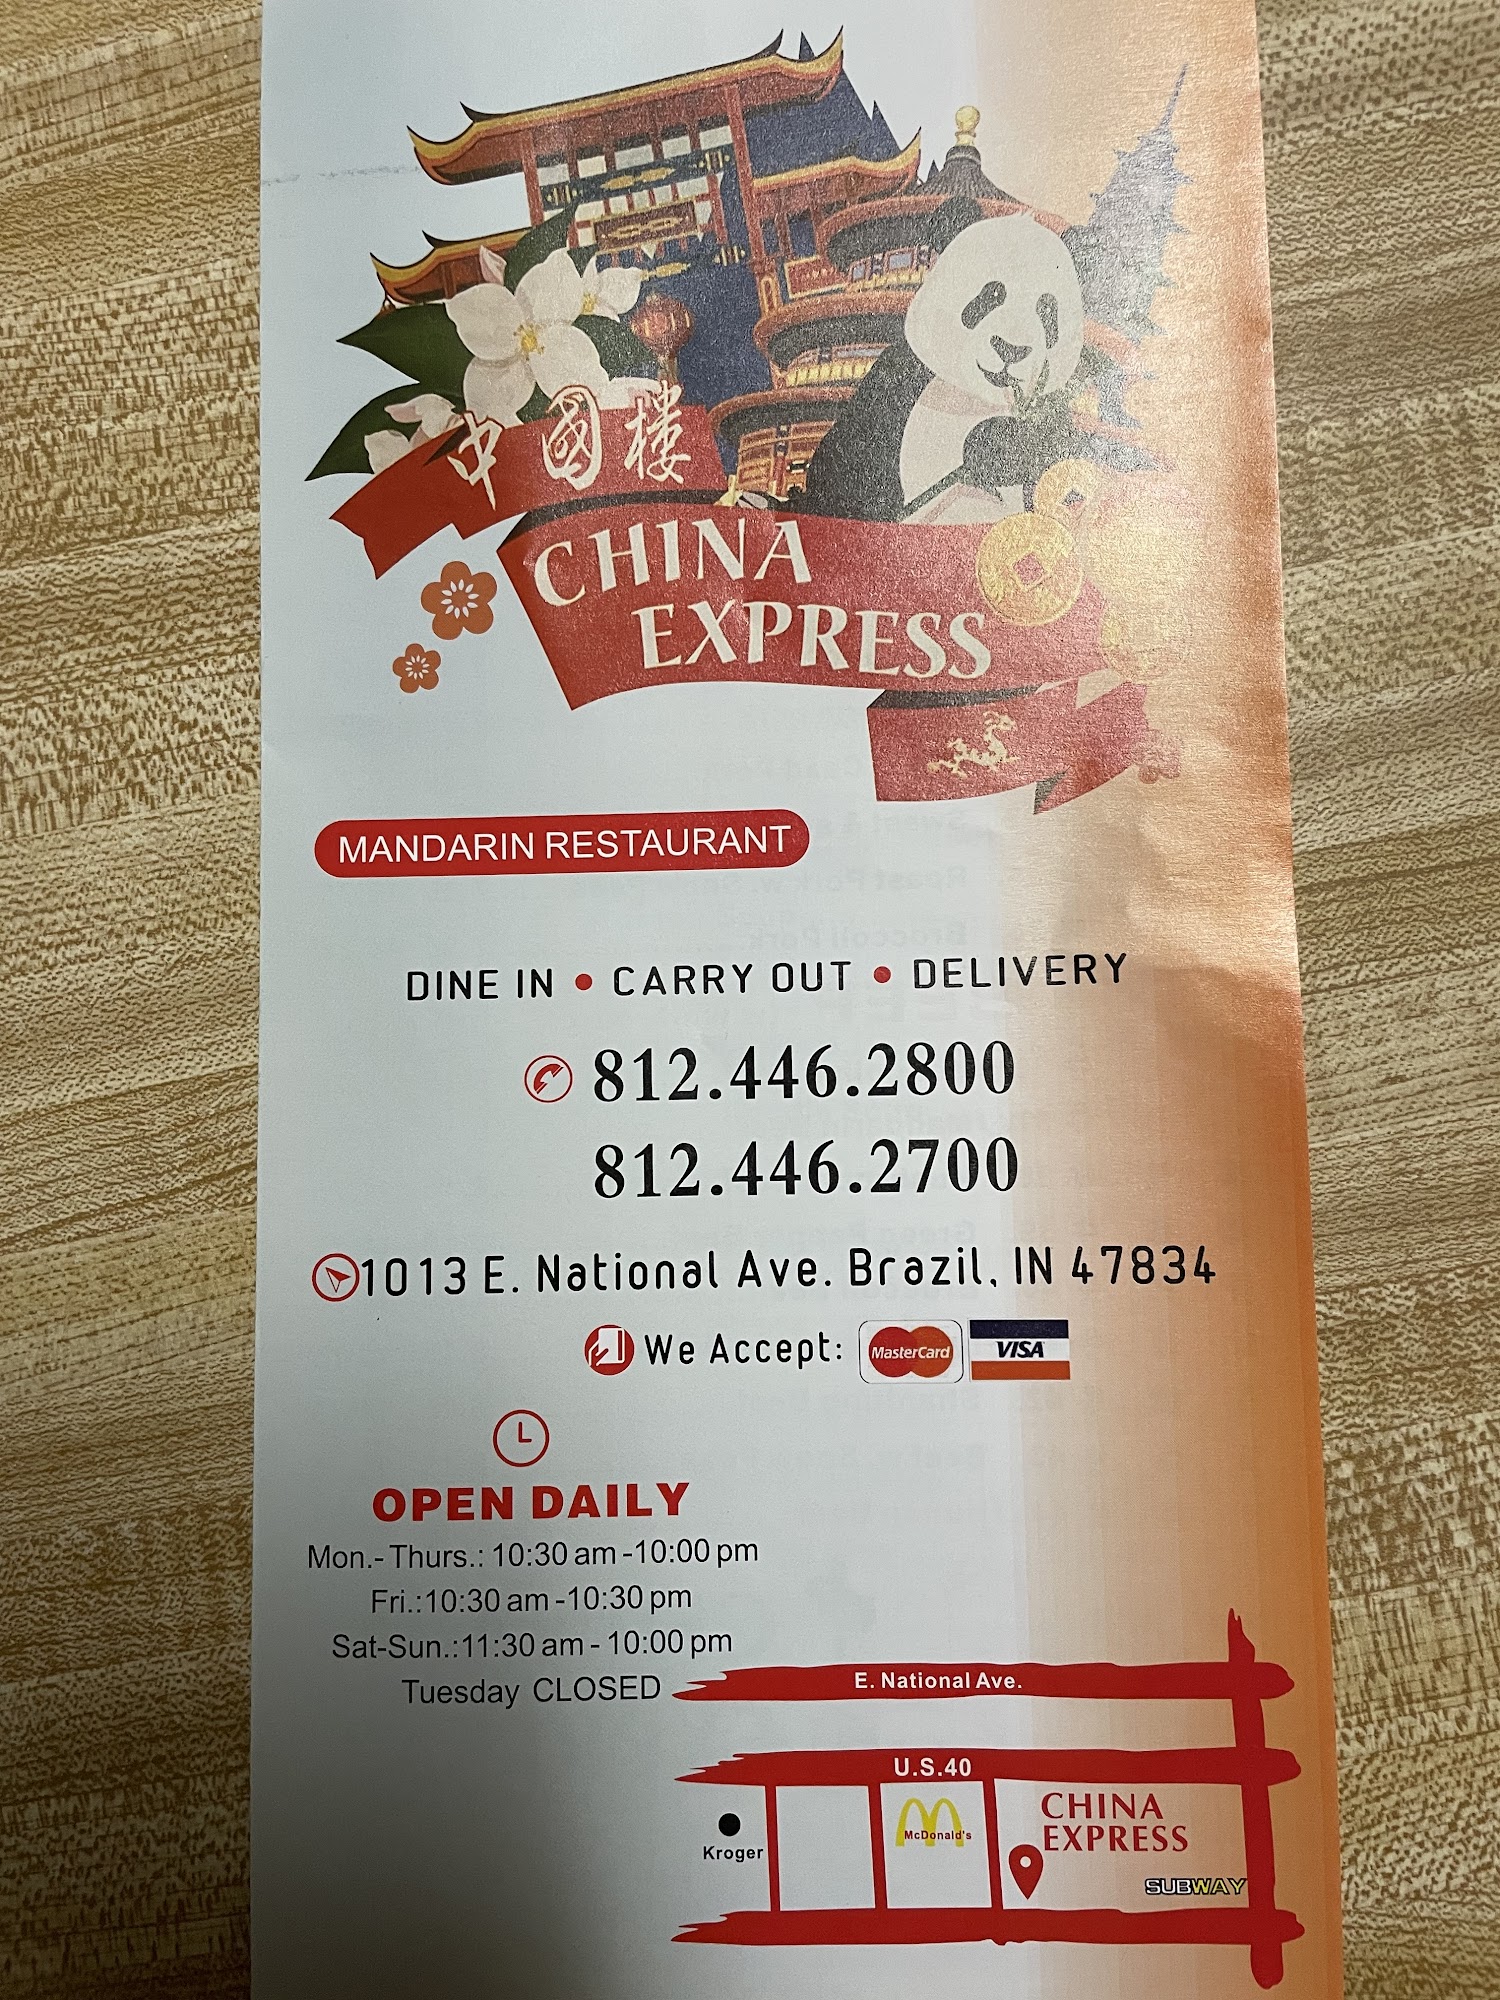 中國楼
CHINA
EXPRESS
MANDARIN RESTAURANT
DINE IN • CARRY OUT • DELIVERY
812.446.2800
812.446.2700
1013 E. National Ave. Brazil, IN 47834
We Accept: MasterCard VISA
OPEN DAILY
Mon.- Thurs.: 10:30 am -10:00 pm
Fri.:10:30 am -10:30 pm
Sat-Sun.:11:30 am - 10:00 pm
Tuesday CLOSED
E. National Ave.
U.S.40
Kroger
McDonald's
CHINA
EXPRESS
SUBWAY